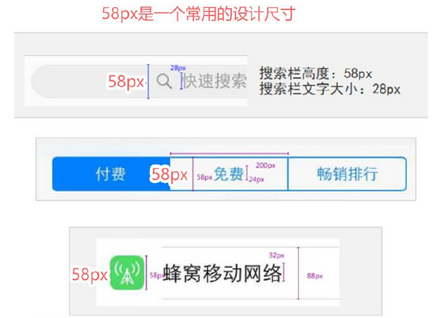 58px是一个常用的设计尺寸
28px
58px 快速搜索
搜索栏高度：58px
搜索栏文字大小：28px
200px
付费 58px 58px 免费 24px 畅销排行
32px
58px 58px 蜂窝移动网络 88px